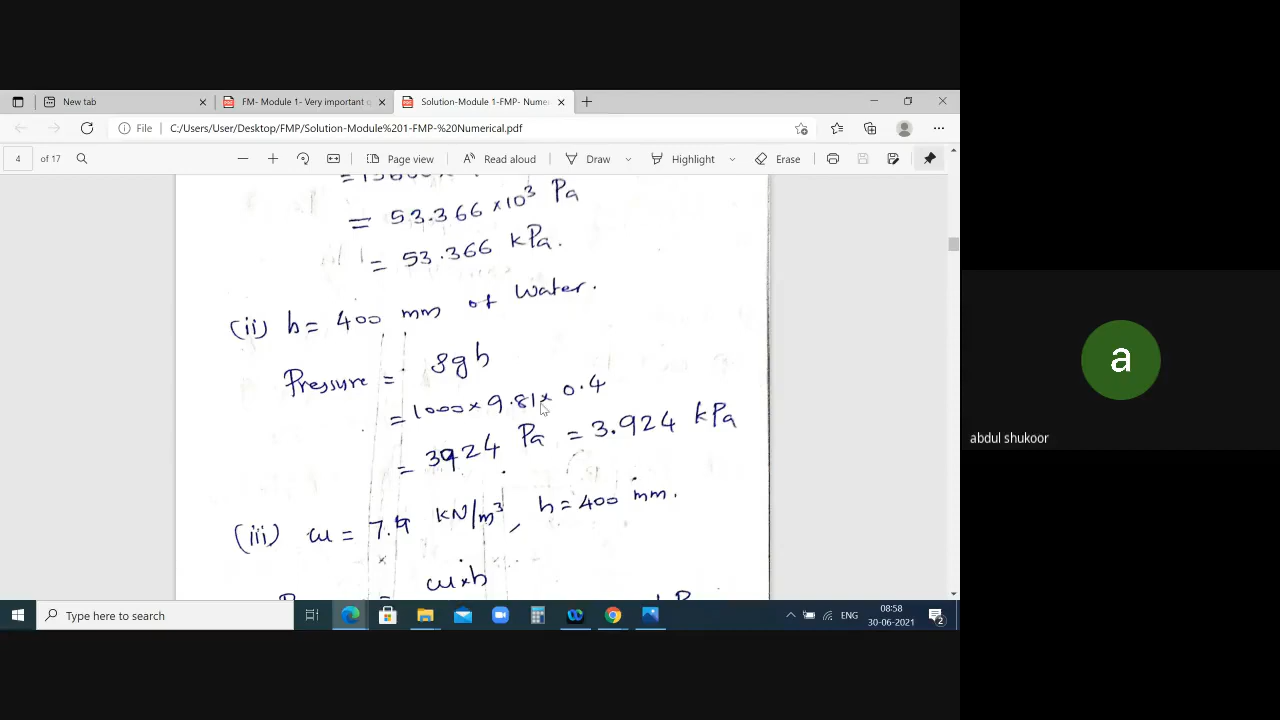 New tab
FM- Module 1- Very important q
Solution-Module 1-FMP- Nume
File
C:/Users/User/Desktop/FMP/Solution-Module%201-FMP-%20Numerical.pdf
4 of 17
Page view
Read aloud
Draw
Highlight
Erase
= 53.366 ×10³ Pa
= 53.366 kPa.
(ii) h = 400 mm of water.
Pressure = ρgh
= 1000 × 9.81 × 0.4
= 3924 Pa = 3.924 kPa
(iii) ω = 7. KN/m³, h = 400 mm.
= ω×h
a
abdul shukoor
Type here to search
ENG
08:58
30-06-2021
2